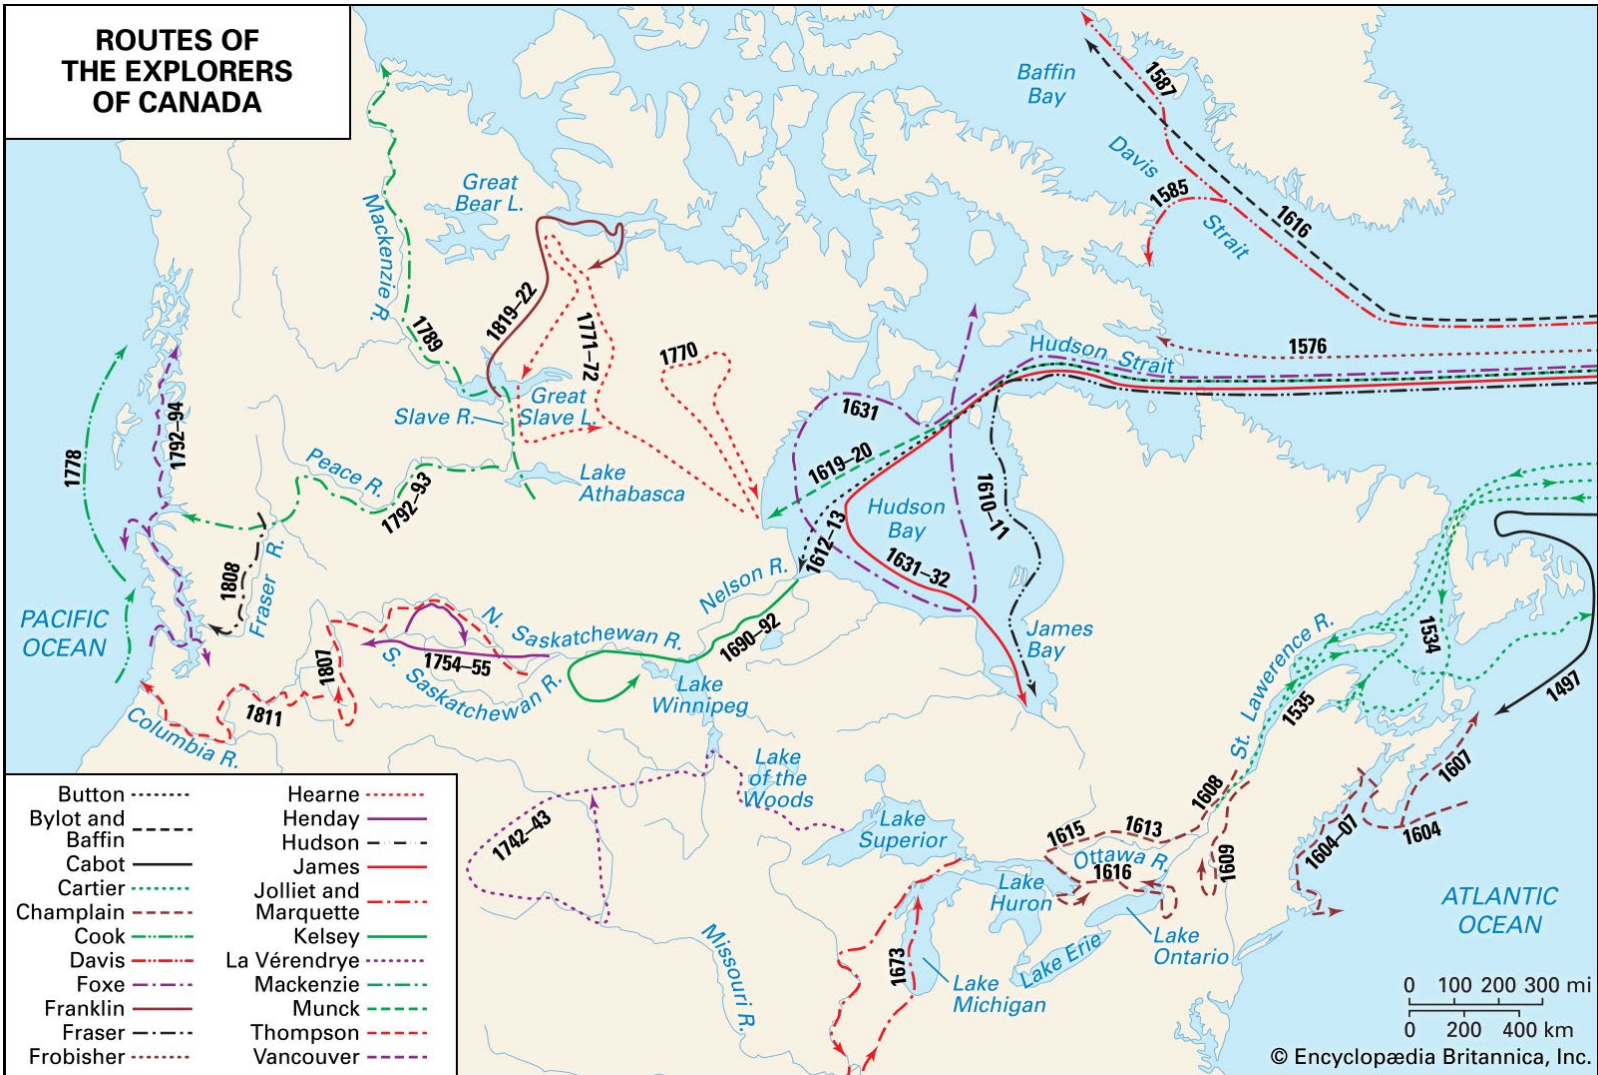 ROUTES OF
THE EXPLORERS
OF CANADA
Baffin
Bay
1587
Davis
Strait
1585
1616
Great
Bear L.
Mackenzie R.
1789
1819–22
1771–72
1770
Great
Slave L.
Slave R.
Hudson Strait
1576
1631
1619–20
1778
1792–94
Peace R.
1792–93
Lake
Athabasca
Hudson
Bay
1610–11
1612–13
1631–32
1808
Fraser R.
Nelson R.
PACIFIC
OCEAN
N. Saskatchewan R.
1690–92
1754–55
S. Saskatchewan R.
1807
1811
Columbia R.
Lake
Winnipeg
James
Bay
St. Lawrence R.
1534
1535
1497
Lake
of the
Woods
1742–43
Lake
Superior
1608
1607
1604
1604–07
1615
1613
Ottawa R.
1616
1609
Lake
Huron
Lake
Ontario
Lake Erie
1673
Lake
Michigan
Missouri R.
ATLANTIC
OCEAN
Button
Bylot and
Baffin
Cabot
Cartier
Champlain
Cook
Davis
Foxe
Franklin
Fraser
Frobisher
Hearne
Henday
Hudson
James
Jolliet and
Marquette
Kelsey
La Vérendrye
Mackenzie
Munck
Thompson
Vancouver
0 100 200 300 mi
0 200 400 km
© Encyclopædia Britannica, Inc.